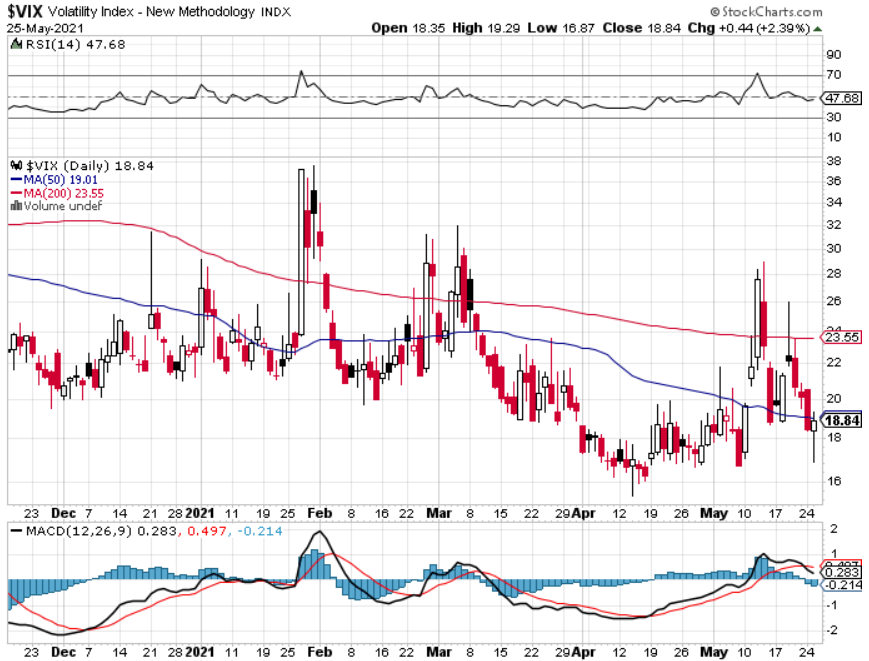 $VIX Volatility Index - New Methodology INDX © StockCharts.com
25-May-2021 Open 18.35 High 19.29 Low 16.87 Close 18.84 Chg +0.44 (+2.39%)
RSI(14) 47.68
90
70
47.68
30
10
$VIX (Daily) 18.84
MA(50) 19.01
MA(200) 23.55
Volume undef
38
36
34
32
30
28
26
24
23.55
22
20
18.84
18
16
23 Dec 7 14 21 28 2021 11 19 25 Feb 8 16 22 Mar 8 15 22 29 Apr 12 19 26 May 10 17 24
MACD(12,26,9) 0.283, 0.497, -0.214
2
1
0.497
0.283
-0.214
-1
-2
23 Dec 7 14 21 28 2021 11 19 25 Feb 8 16 22 Mar 8 15 22 29 Apr 12 19 26 May 10 17 24